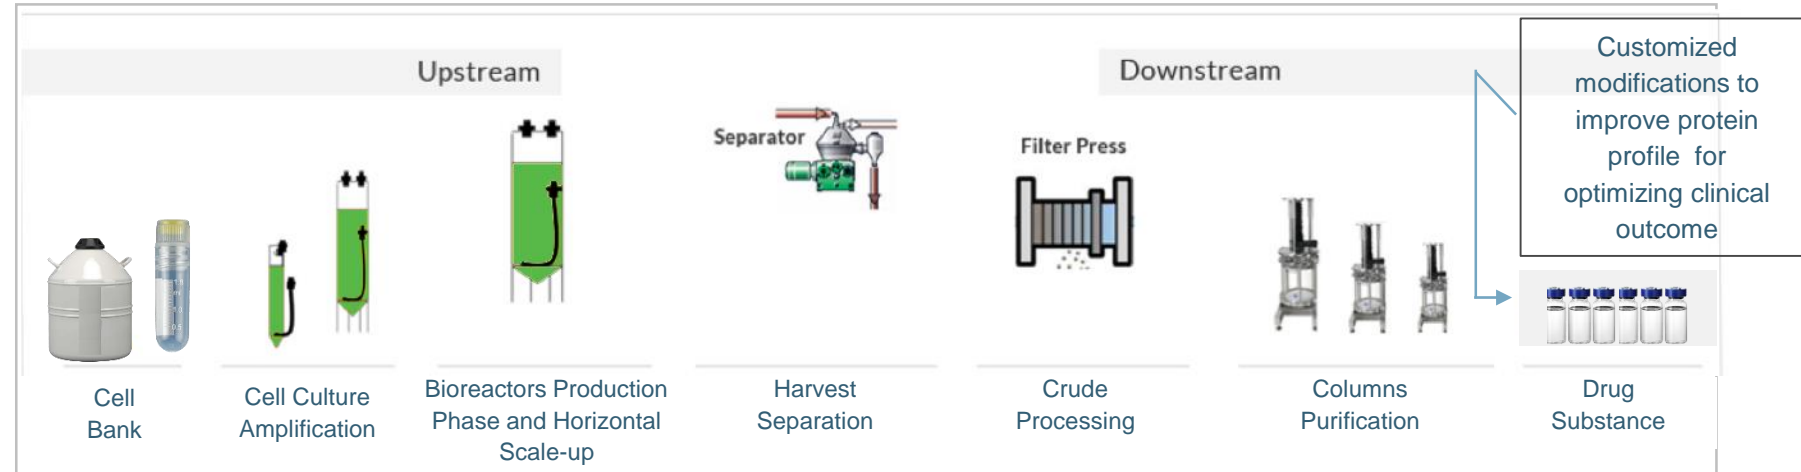 Upstream
Downstream
Customized
modifications to
improve protein
profile for
optimizing clinical
outcome
Separator
Filter Press
Cell
Bank
Cell Culture
Amplification
Bioreactors Production
Phase and Horizontal
Scale-up
Harvest
Separation
Crude
Processing
Columns
Purification
Drug
Substance